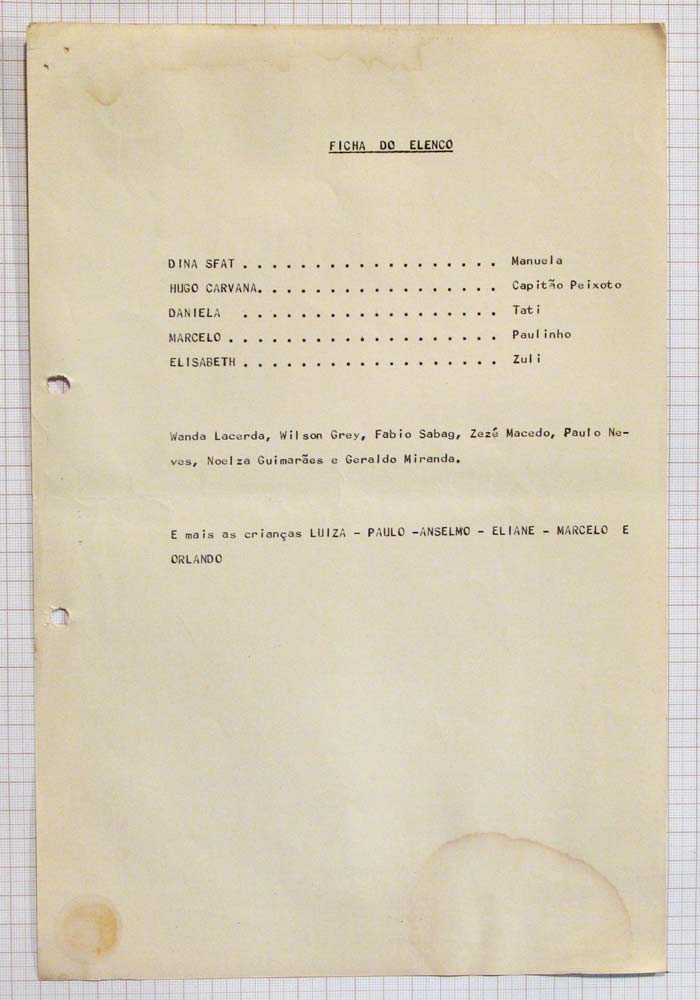 FICHA DO ELENCO
DINA SFAT . . . . . . . . . . . . . . . . . . Manuela
HUGO CARVANA. . . . . . . . . . . . . . . . . Capitão Peixoto
DANIELA . . . . . . . . . . . . . . . . . . Tati
MARCELO . . . . . . . . . . . . . . . . . . . Paulinho
ELISABETH . . . . . . . . . . . . . . . . . . Zuli
Wanda Lacerda, Wilson Grey, Fabio Sabag, Zezé Macedo, Paulo Ne-
ves, Noelza Guimarães e Geraldo Miranda.
E mais as crianças LUIZA - PAULO -ANSELMO - ELIANE - MARCELO E
ORLANDO